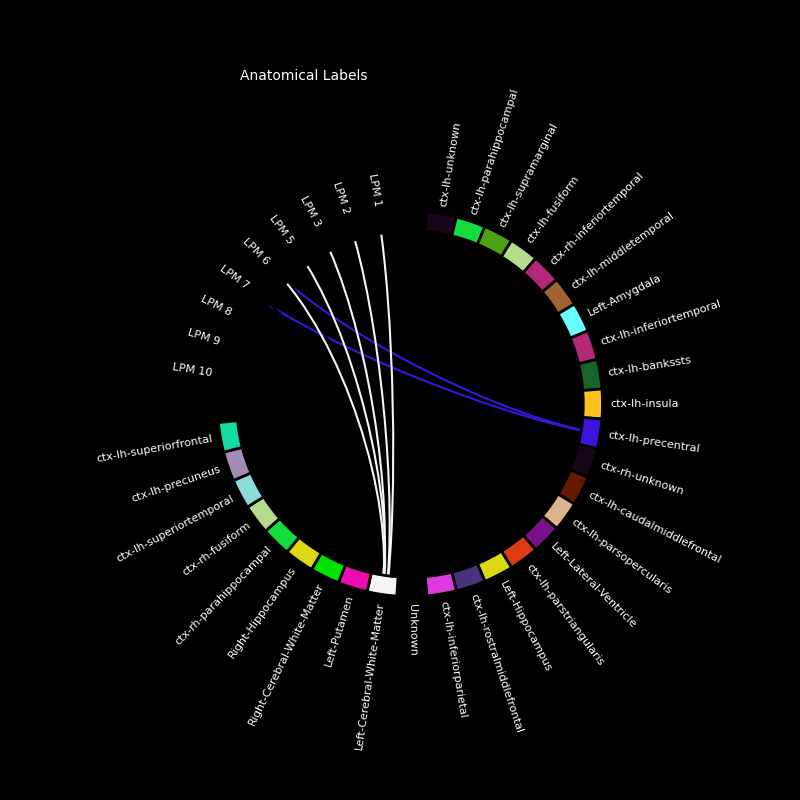 Anatomical Labels
ctx-lh-unknown
ctx-lh-parahippocampal
ctx-lh-supramarginal
ctx-lh-fusiform
ctx-rh-inferiortemporal
ctx-lh-middletemporal
Left-Amygdala
ctx-lh-inferiortemporal
ctx-lh-bankssts
ctx-lh-insula
ctx-lh-precentral
ctx-rh-unknown
ctx-lh-caudalmiddlefrontal
ctx-lh-parsopercularis
Left-Lateral-Ventricle
ctx-lh-parstriangularis
Left-Hippocampus
ctx-lh-rostralmiddlefrontal
ctx-lh-inferiorparietal
Unknown
Left-Cerebral-White-Matter
Left-Putamen
Right-Cerebral-White-Matter
Right-Hippocampus
ctx-rh-parahippocampal
ctx-rh-fusiform
ctx-lh-superiortemporal
ctx-lh-precuneus
ctx-lh-superiorfrontal
LPM 10
LPM 9
LPM 8
LPM 7
LPM 6
LPM 5
LPM 3
LPM 2
LPM 1